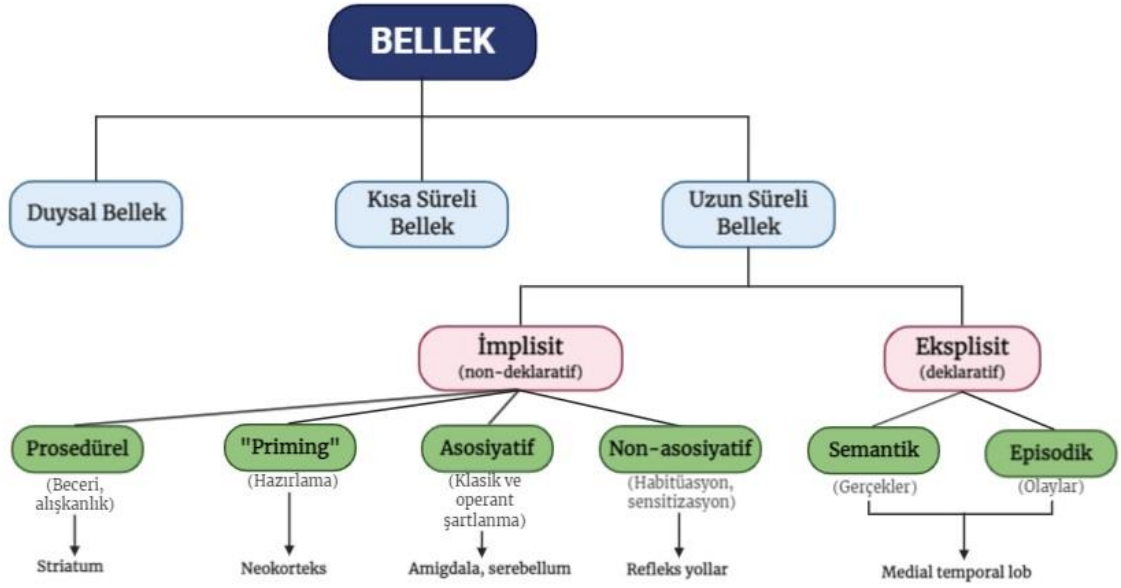 BELLEK
Duysal Bellek
Kısa Süreli
Bellek
Uzun Süreli
Bellek
İmplisit
(non-deklaratif)
Eksplisit
(deklaratif)
Prosedürel
(Beceri,
alışkanlık)
Striatum
"Priming"
(Hazırlama)
Neokorteks
Asosiyatif
(Klasik ve
operant
şartlanma)
Amigdala, serebellum
Non-asosiyatif
(Habitüasyon,
sensitizasyon)
Refleks yollar
Semantik
(Gerçekler)
Episodik
(Olaylar)
Medial temporal lob